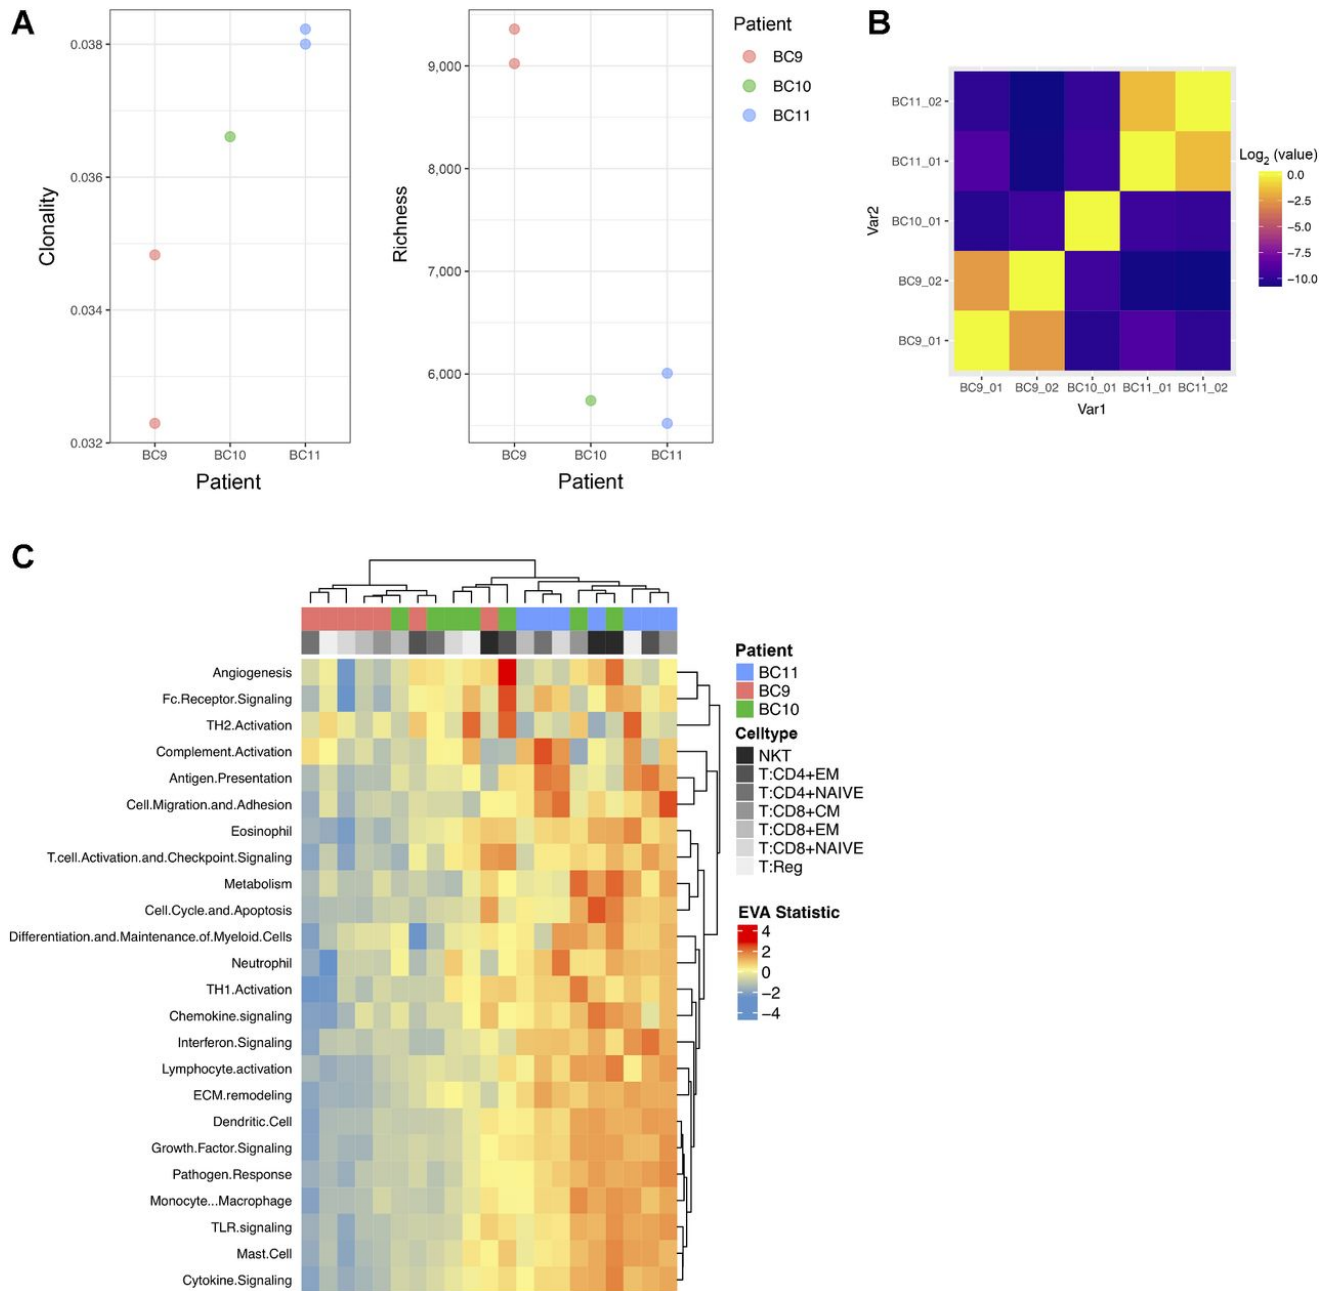 A
Clonality
0.038
0.036
0.034
0.032
BC9
BC10
BC11
Patient
Richness
9,000
8,000
7,000
6,000
BC9
BC10
BC11
Patient
Patient
BC9
BC10
BC11
B
Var2
BC11_02
BC11_01
BC10_01
BC9_02
BC9_01
BC9_01
BC9_02
BC10_01
BC11_01
BC11_02
Var1
Log2 (value)
0.0
−2.5
−5.0
−7.5
−10.0
C
Angiogenesis
Fc.Receptor.Signaling
TH2.Activation
Complement.Activation
Antigen.Presentation
Cell.Migration.and.Adhesion
Eosinophil
T.cell.Activation.and.Checkpoint.Signaling
Metabolism
Cell.Cycle.and.Apoptosis
Differentiation.and.Maintenance.of.Myeloid.Cells
Neutrophil
TH1.Activation
Chemokine.signaling
Interferon.Signaling
Lymphocyte.activation
ECM.remodeling
Dendritic.Cell
Growth.Factor.Signaling
Pathogen.Response
Monocyte...Macrophage
TLR.signaling
Mast.Cell
Cytokine.Signaling
Patient
BC11
BC9
BC10
Celltype
NKT
T:CD4+EM
T:CD4+NAIVE
T:CD8+CM
T:CD8+EM
T:CD8+NAIVE
T:Reg
EVA Statistic
4
2
0
−2
−4